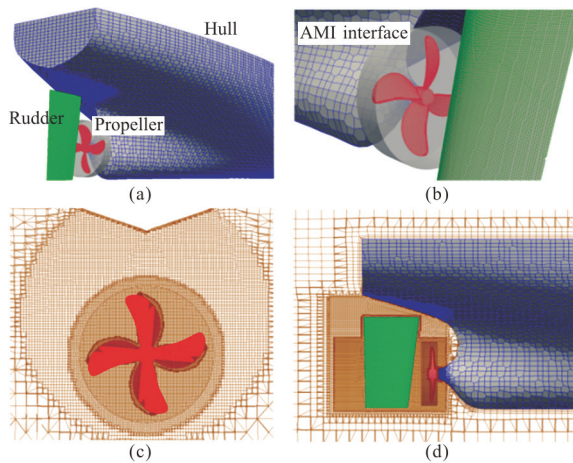 Hull
Rudder
Propeller
AMI interface
(a)
(b)
(c)
(d)